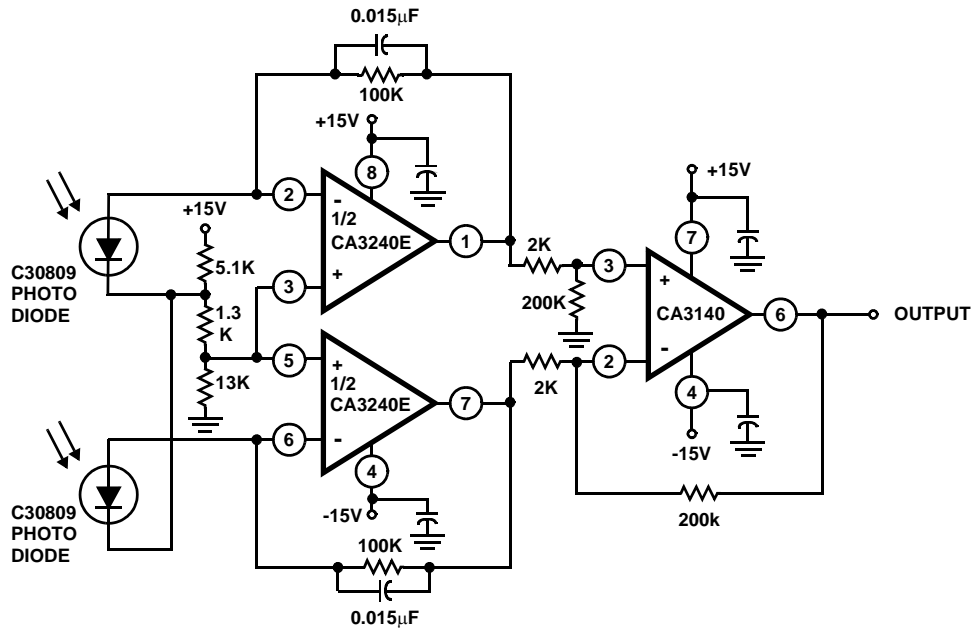 0.015μF
100K
+15V
8
2
-
1/2
CA3240E
+
3
1
C30809
PHOTO
DIODE
+15V
5.1K
1.3
K
13K
5
+
1/2
CA3240E
-
6
7
4
-15V
C30809
PHOTO
DIODE
100K
0.015μF
2K
200K
2K
3
+
CA3140
-
2
+15V
7
6
OUTPUT
4
-15V
200k